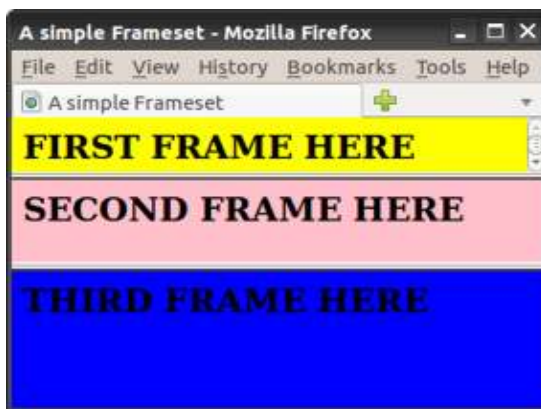 A simple Frameset - Mozilla Firefox
File Edit View History Bookmarks Tools Help
A simple Frameset
FIRST FRAME HERE
SECOND FRAME HERE
THIRD FRAME HERE